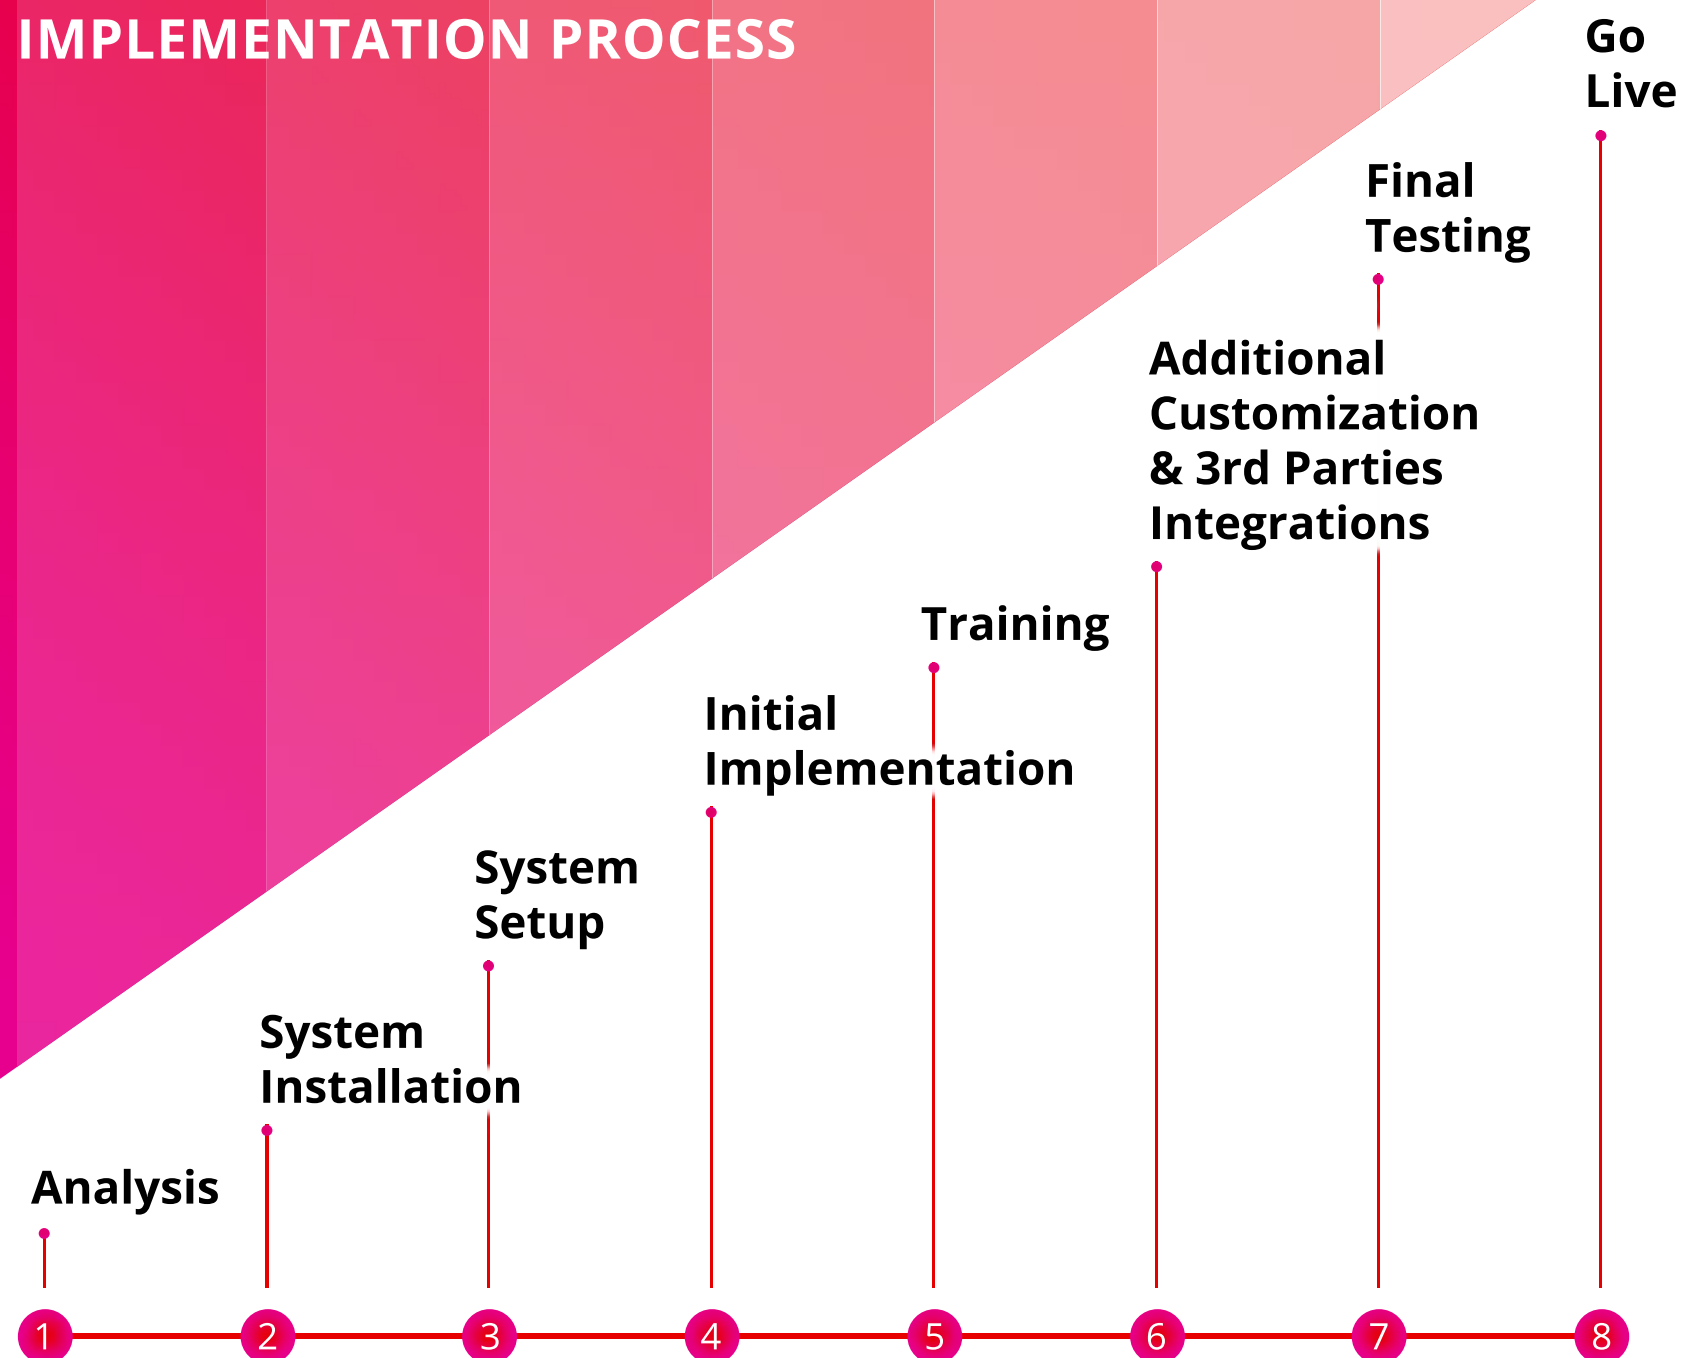 IMPLEMENTATION PROCESS
Go
Live
Final
Testing
Additional
Customization
& 3rd Parties
Integrations
Training
Initial
Implementation
System
Setup
System
Installation
Analysis
1 2 3 4 5 6 7 8